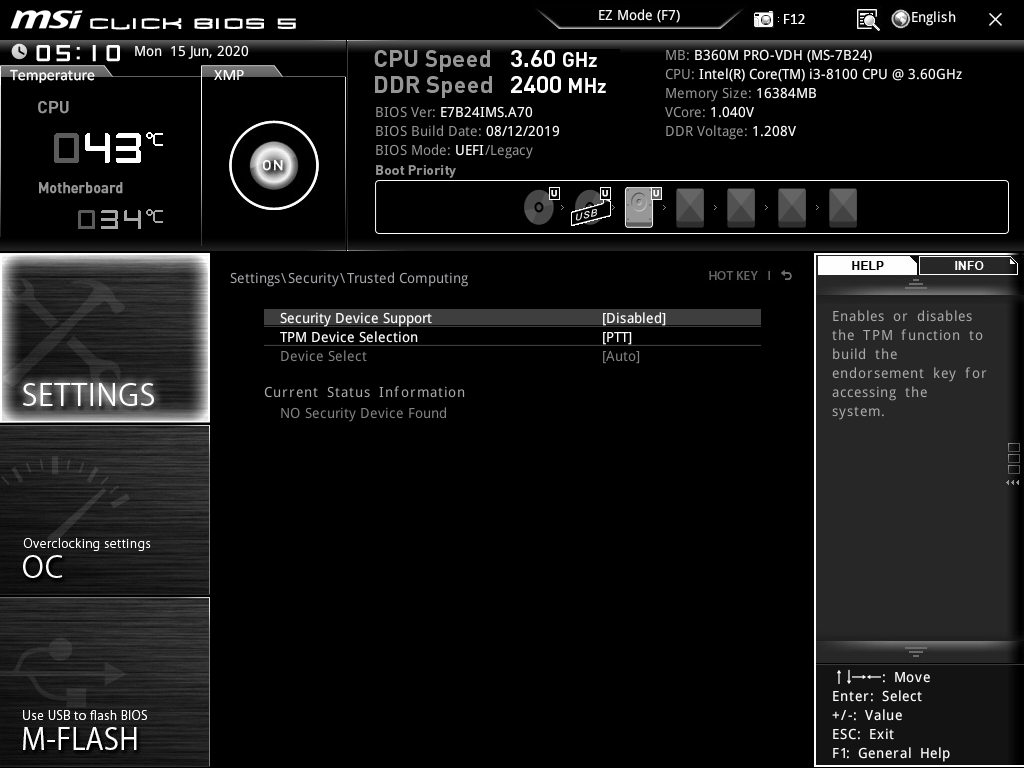 msi CLICK BIOS 5
EZ Mode (F7)
: F12
English
05:10 Mon 15 Jun, 2020
Temperature
CPU
043°C
Motherboard
034°C
XMP
ON
CPU Speed 3.60 GHz
DDR Speed 2400 MHz
BIOS Ver: E7B24IMS.A70
BIOS Build Date: 08/12/2019
BIOS Mode: UEFI/Legacy
Boot Priority
MB: B360M PRO-VDH (MS-7B24)
CPU: Intel(R) Core(TM) i3-8100 CPU @ 3.60GHz
Memory Size: 16384MB
VCore: 1.040V
DDR Voltage: 1.208V
U
U
USB
U
SETTINGS
Overclocking settings
OC
Use USB to flash BIOS
M-FLASH
Settings\Security\Trusted Computing
HOT KEY |
Security Device Support [Disabled]
TPM Device Selection [PTT]
Device Select [Auto]
Current Status Information
NO Security Device Found
HELP
INFO
Enables or disables
the TPM function to
build the
endorsement key for
accessing the
system.
↑↓→←: Move
Enter: Select
+/-: Value
ESC: Exit
F1: General Help